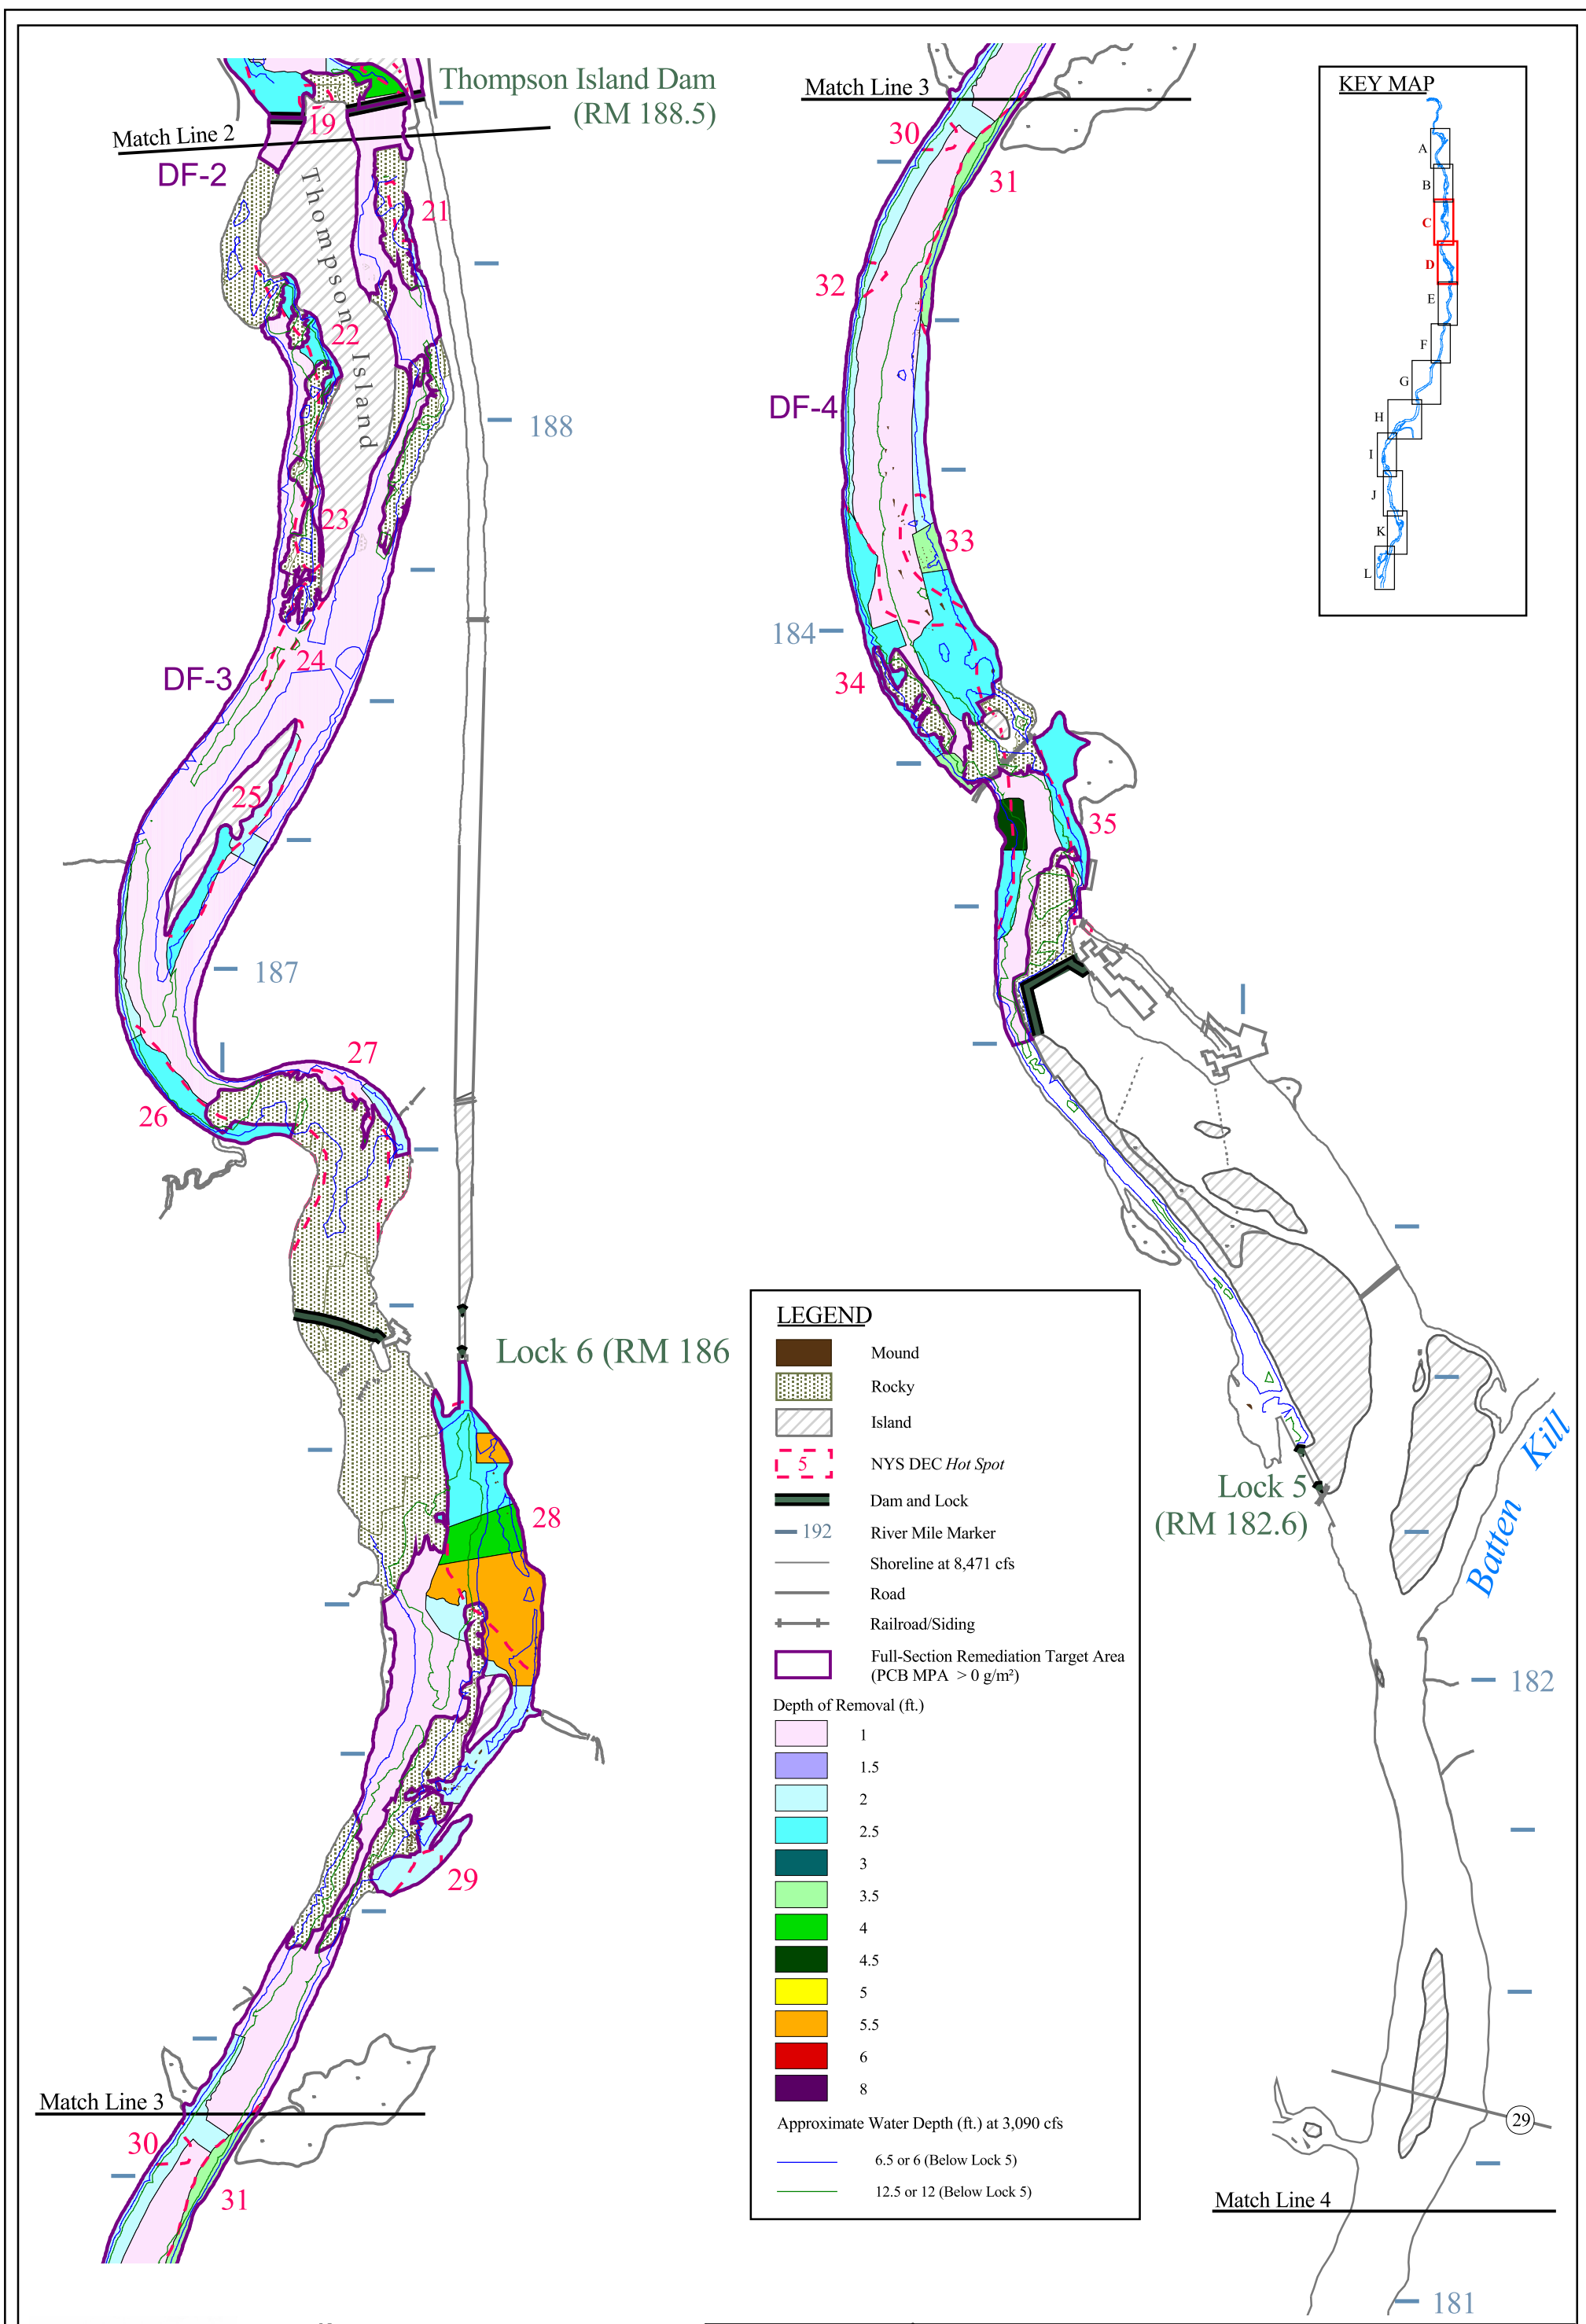 Thompson Island Dam
(RM 188.5)
19
Match Line 2
DF-2
Thompson Island
21
22
188
23
24
DF-3
25
187
27
26
Lock 6 (RM 186
28
29
Match Line 3
30
31
Match Line 3
30
31
32
DF-4
33
184
34
35
Lock 5
(RM 182.6)
Batten Kill
182
29
Match Line 4
181
KEY MAP
A
B
C
D
E
F
G
H
I
J
K
L
LEGEND
Mound
Rocky
Island
5 NYS DEC Hot Spot
Dam and Lock
192 River Mile Marker
Shoreline at 8,471 cfs
Road
Railroad/Siding
Full-Section Remediation Target Area
(PCB MPA > 0 g/m²)
Depth of Removal (ft.)
1
1.5
2
2.5
3
3.5
4
4.5
5
5.5
6
8
Approximate Water Depth (ft.) at 3,090 cfs
6.5 or 6 (Below Lock 5)
12.5 or 12 (Below Lock 5)